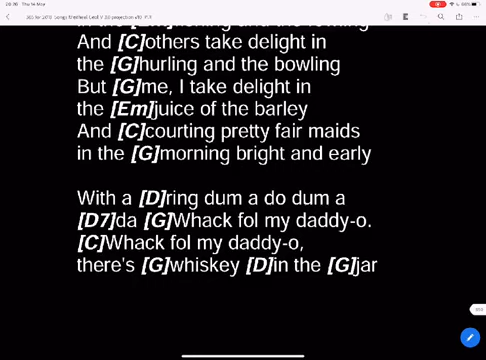 And [C]others take delight in
the [G]hurling and the bowling
But [G]me, I take delight in
the [Em]juice of the barley
And [C]courting pretty fair maids
in the [G]morning bright and early
With a [D]ring dum a do dum a
[D7]da [G]Whack fol my daddy-o.
[C]Whack fol my daddy-o,
there's [G]whiskey [D]in the [G]jar